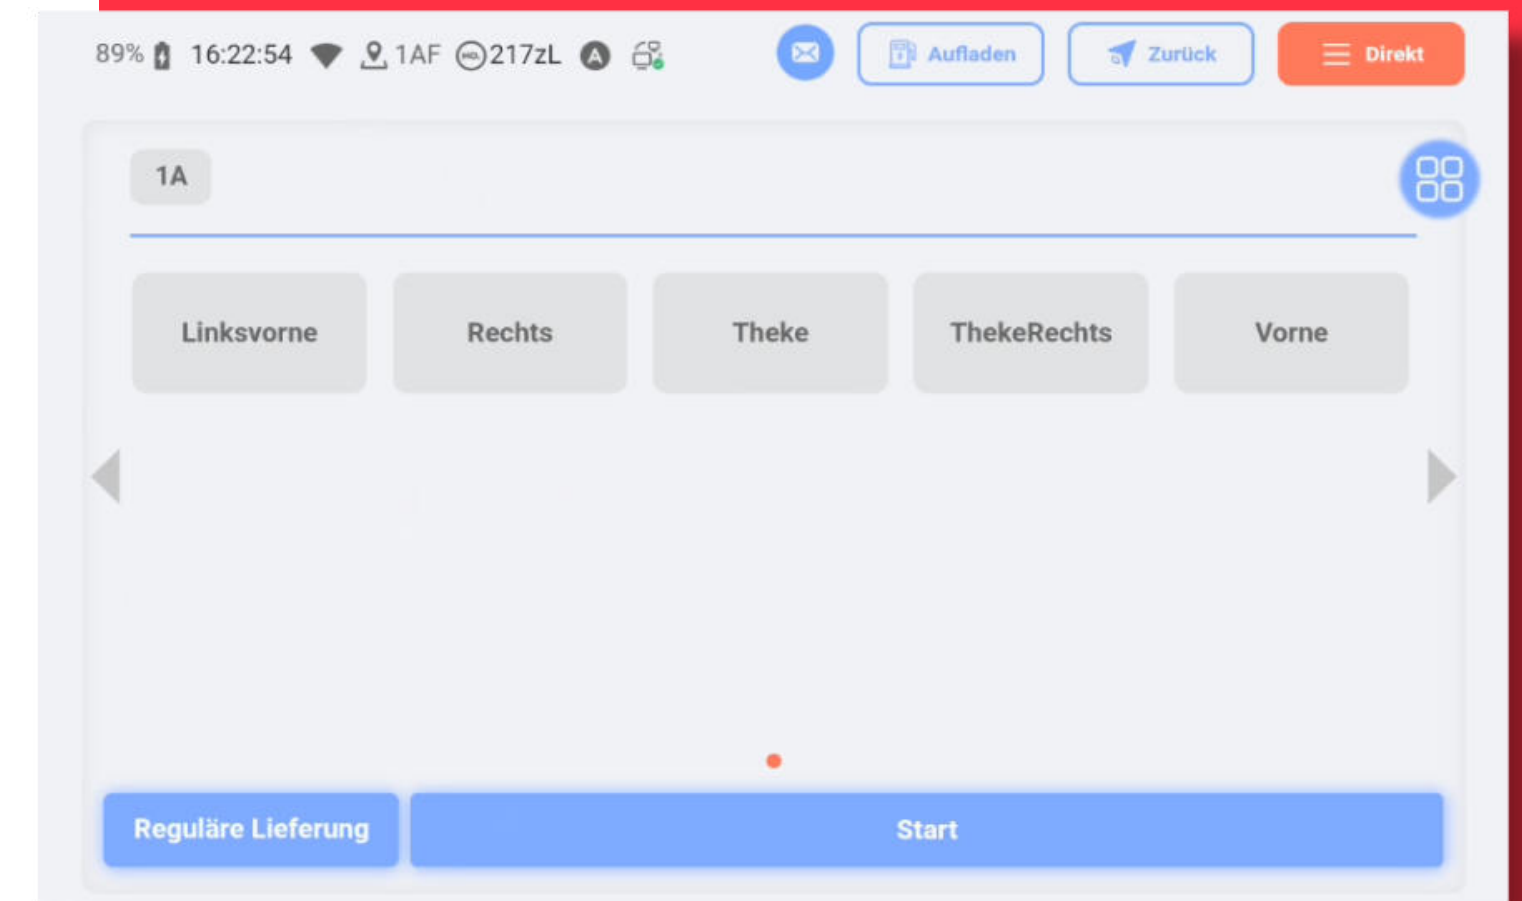 89% 16:22:54 1AF 217zL A
Aufladen
Zurück
Direkt
1A
Linksvorne
Rechts
Theke
ThekeRechts
Vorne
Reguläre Lieferung
Start